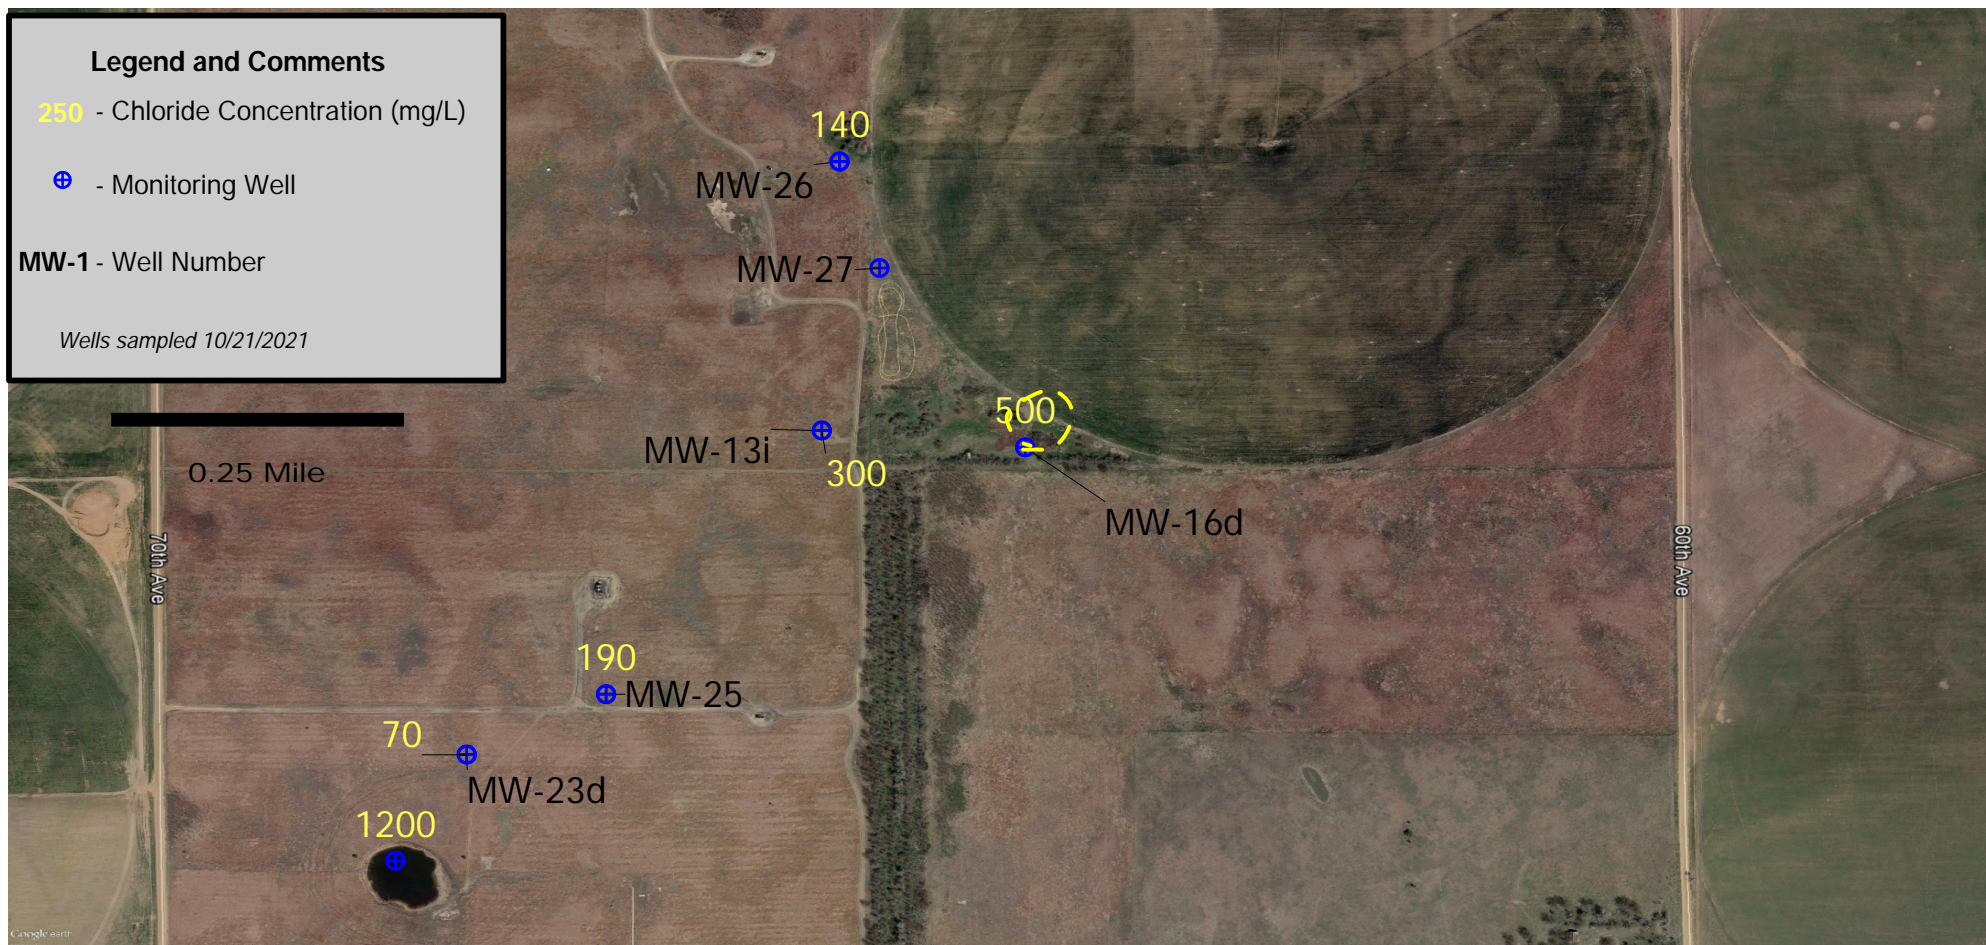 Legend and Comments
250 - Chloride Concentration (mg/L)
- Monitoring Well
MW-1 - Well Number
Wells sampled 10/21/2021
0.25 Mile
140
MW-26
MW-27
500
MW-13i
300
MW-16d
70th Ave
60th Ave
190
MW-25
70
MW-23d
1200
Google earth